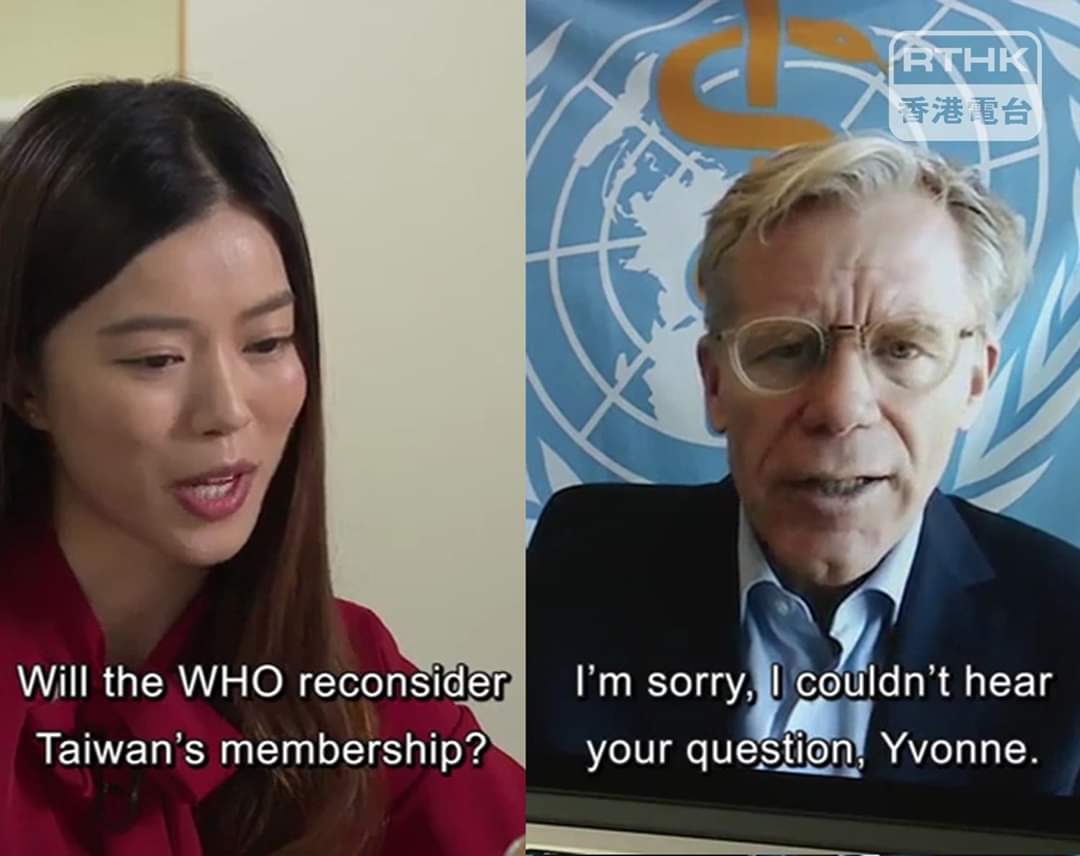 RTHK
香港電台
Will the WHO reconsider
Taiwan's membership?
I'm sorry, I couldn't hear
your question, Yvonne.